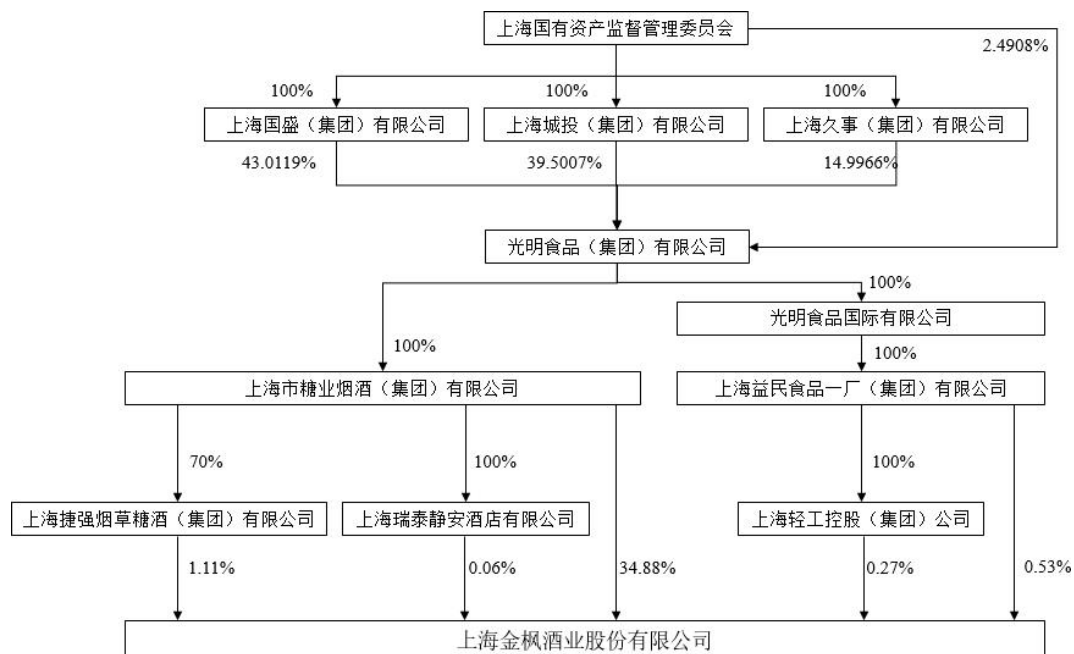 上海国有资产监督管理委员会
2.4908%
100%
100%
100%
上海国盛（集团）有限公司
上海城投（集团）有限公司
上海久事（集团）有限公司
43.0119%
39.5007%
14.9966%
光明食品（集团）有限公司
100%
光明食品国际有限公司
100%
100%
上海市糖业烟酒（集团）有限公司
上海益民食品一厂（集团）有限公司
70%
100%
100%
上海捷强烟草糖酒（集团）有限公司
上海瑞泰静安酒店有限公司
上海轻工控股（集团）公司
1.11%
0.06%
34.88%
0.27%
0.53%
上海金枫酒业股份有限公司